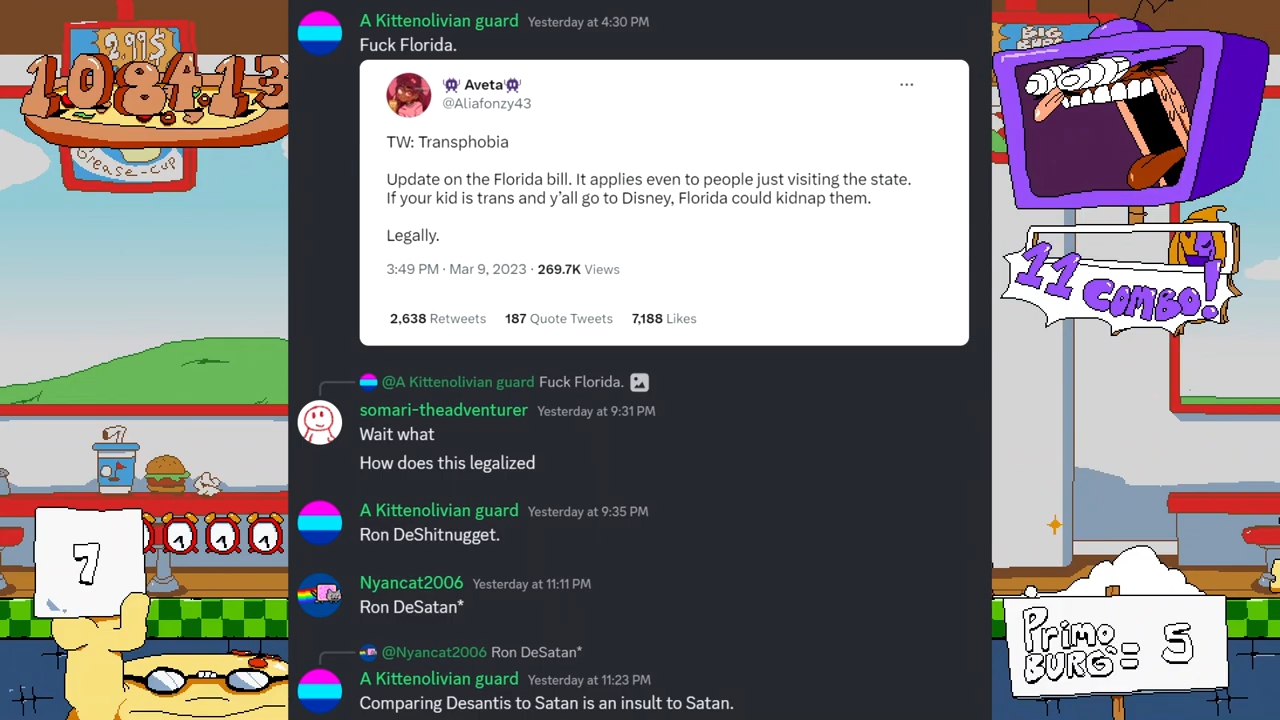 2.99$
108413
Grease-cup
A Kittenolivian guard Yesterday at 4:30 PM
Fuck Florida.
Aveta
@Aliafonzy43
TW: Transphobia
Update on the Florida bill. It applies even to people just visiting the state.
If your kid is trans and y'all go to Disney, Florida could kidnap them.
Legally.
3:49 PM · Mar 9, 2023 · 269.7K Views
2,638 Retweets 187 Quote Tweets 7,188 Likes
@A Kittenolivian guard Fuck Florida.
somari-theadventurer Yesterday at 9:31 PM
Wait what
How does this legalized
A Kittenolivian guard Yesterday at 9:35 PM
Ron DeShitnugget.
Nyancat2006 Yesterday at 11:11 PM
Ron DeSatan*
@Nyancat2006 Ron DeSatan*
A Kittenolivian guard Yesterday at 11:23 PM
Comparing Desantis to Satan is an insult to Satan.
7
BIG
11 COMBO!
Primo
BURG = 5